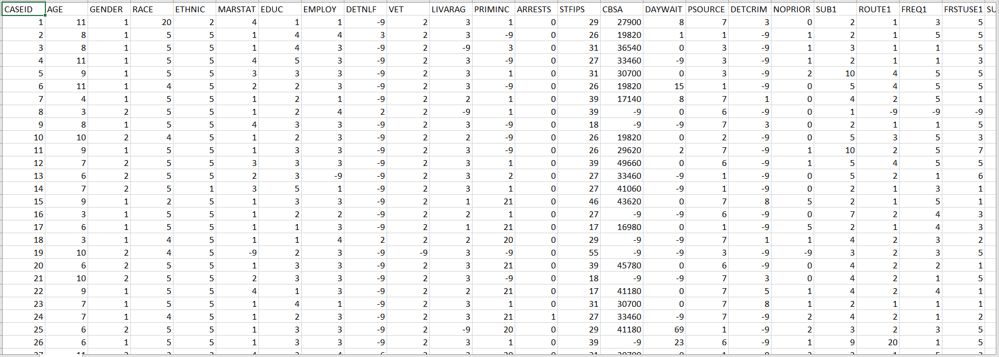 CASEID AGE GENDER RACE ETHNIC MARSTAT EDUC EMPLOY DETNLF VET LIVARAG PRIMINC ARRESTS STFIPS CBSA DAYWAIT PSOURCE DETCRIM NOPRIOR SUB1 ROUTE1 FREQ1 FRSTUSE1 SU
1 11 1 20 2 4 1 1 -9 2 3 1 0 29 27900 8 7 3 0 2 1 3 5
2 8 1 5 5 1 4 4 3 2 3 -9 0 26 19820 1 1 -9 1 2 1 5 5
3 8 1 5 5 1 4 3 -9 2 -9 3 0 31 36540 0 3 -9 1 3 1 1 5
4 11 1 5 5 4 5 3 -9 2 3 -9 0 27 33460 -9 3 -9 1 2 1 1 3
5 9 1 5 5 3 3 3 -9 2 3 1 0 31 30700 0 3 -9 2 10 4 5 5
6 11 1 4 5 2 2 3 -9 2 3 -9 0 26 19820 15 1 -9 0 5 4 5 5
7 4 1 5 5 1 2 1 -9 2 2 1 0 39 17140 8 7 1 0 4 2 5 1
8 3 2 5 5 1 2 4 2 2 -9 1 0 39 -9 0 6 -9 0 1 -9 -9 -9
9 8 1 5 5 4 3 3 -9 2 3 -9 0 18 -9 -9 7 3 0 2 1 1 5
10 10 2 4 5 1 2 3 -9 2 2 -9 0 26 19820 0 2 -9 0 5 3 5 3
11 9 1 5 5 1 3 3 -9 2 3 -9 0 26 29620 2 7 -9 1 10 2 5 7
12 7 2 5 5 3 3 3 -9 2 3 1 0 39 49660 0 6 -9 1 5 4 5 5
13 6 2 5 5 2 3 -9 -9 2 3 2 0 27 33460 -9 1 -9 0 5 2 1 6
14 7 2 5 1 3 5 1 -9 2 3 1 0 27 41060 -9 1 -9 0 2 1 3 1
15 9 1 2 5 1 3 3 -9 2 1 21 0 46 43620 0 7 8 5 2 1 5 1
16 3 1 5 5 1 2 2 -9 2 2 1 0 27 -9 -9 6 -9 0 7 2 4 3
17 6 1 5 5 1 1 3 -9 2 1 21 0 17 16980 0 1 -9 5 2 1 4 3
18 3 1 4 5 1 1 4 2 2 2 20 0 29 -9 -9 7 1 1 4 2 3 2
19 10 2 4 5 -9 2 3 -9 -9 3 -9 0 55 -9 -9 3 -9 -9 3 2 3 5
20 6 2 5 5 1 3 3 -9 2 3 21 0 39 45780 0 6 -9 0 4 2 2 1
21 10 2 5 5 2 3 3 -9 2 3 -9 0 18 -9 -9 7 3 0 4 2 1 5
22 9 1 5 5 4 1 3 -9 2 2 21 0 17 41180 0 7 5 1 4 2 4 1
23 7 1 5 5 1 4 1 -9 2 3 1 0 31 30700 0 7 8 1 2 1 1 1
24 7 1 4 5 1 2 3 -9 2 3 21 1 27 33460 -9 7 -9 2 4 2 1 2
25 6 2 5 5 1 3 3 -9 2 -9 20 0 29 41180 69 1 -9 2 3 2 3 5
26 6 1 5 5 1 3 3 -9 2 3 1 0 39 -9 23 6 -9 1 9 20 1 5